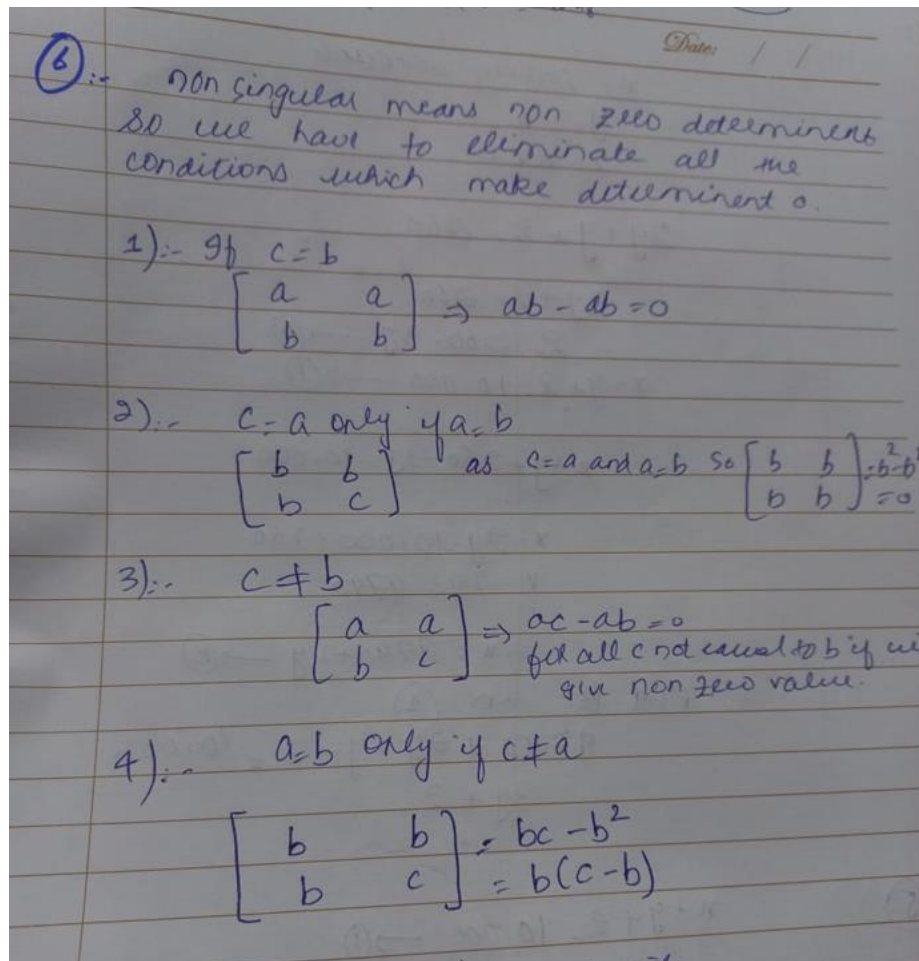 Date: / /
6 :- non singular means non zero determinent
So we have to eliminate all the
conditions which make determinent 0.
1):- If c = b
[ a a
b b ] ⇒ ab - ab = 0
2):- c = a only if a = b
[ b b
b c ] as c = a and a = b So [ b b
b b ] = b² - b²
= 0
3):- c ≠ b
[ a a
b c ] ⇒ ac - ab = 0
for all c not equal to b if we
give non zero value.
4):- a = b only if c ≠ a
[ b b
b c ] = bc - b²
= b(c - b)